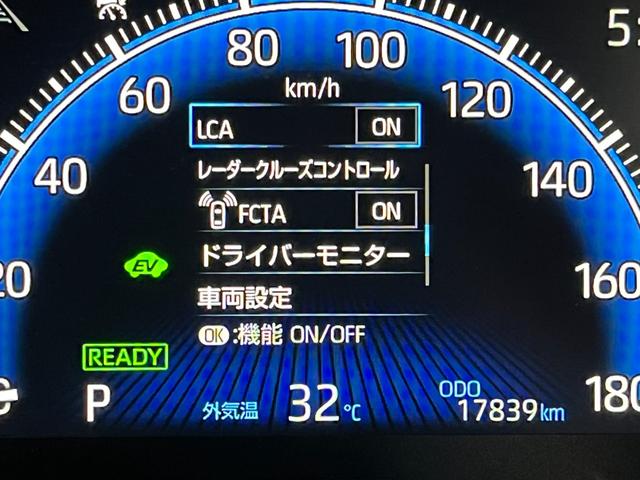 80 100
60 km/h 120
LCA ON
レーダークルーズコントロール
40 140
FCTA ON
ドライバーモニター
EV
20 160
車両設定
OK:機能 ON/OFF
READY
P 外気温 32℃ ODO 17839km 180